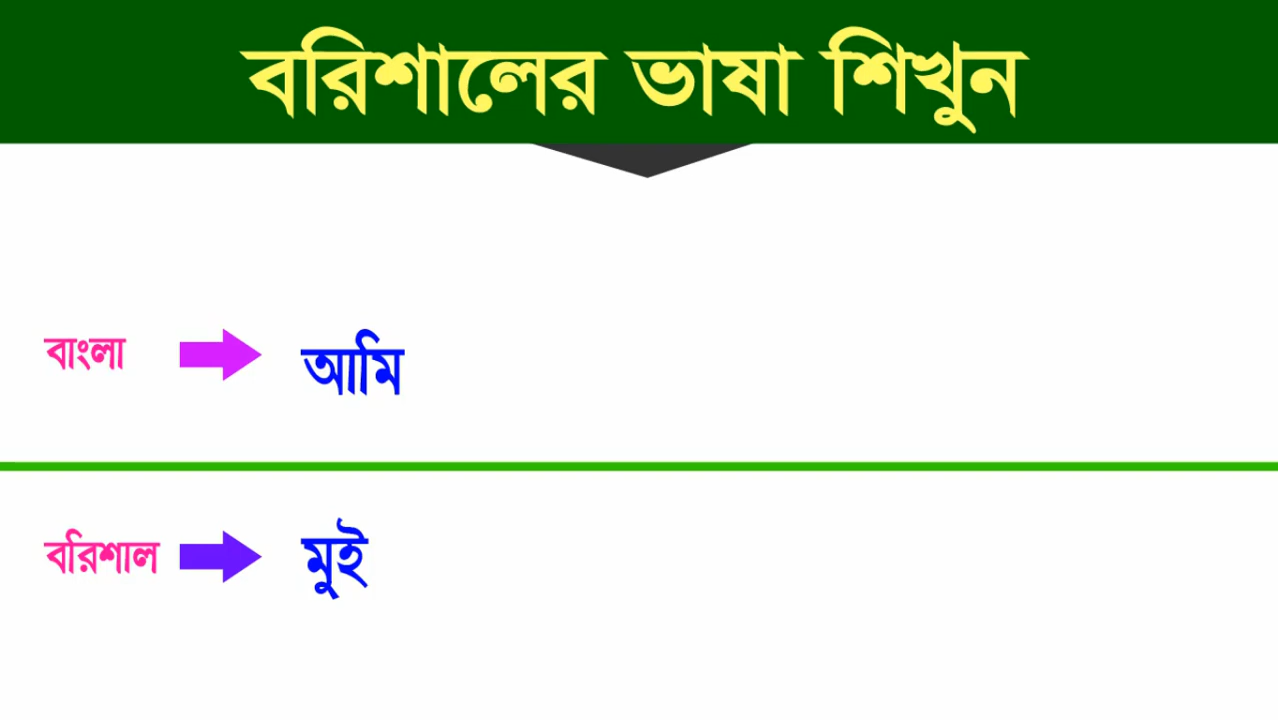 বরিশালের ভাষা শিখুন
বাংলা আমি
বরিশাল মুই